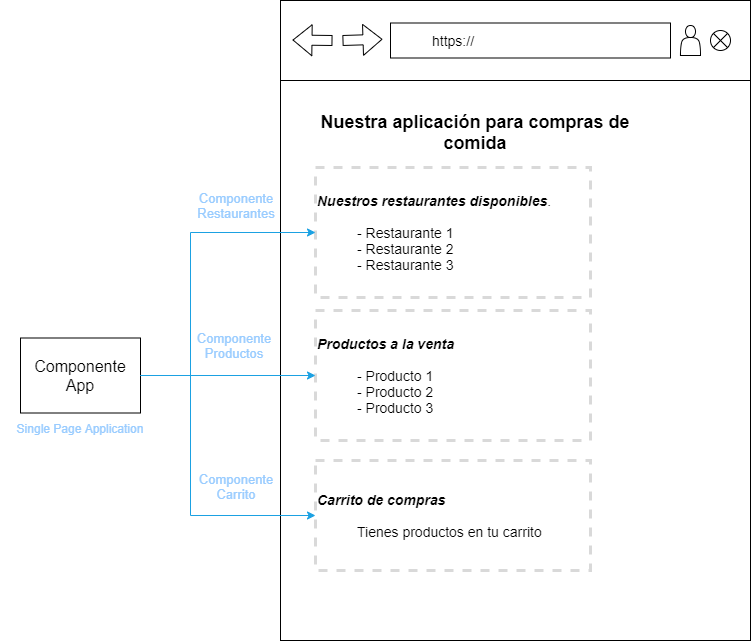 https://
Nuestra aplicación para compras de
comida
Componente
Restaurantes
Nuestros restaurantes disponibles.
- Restaurante 1
- Restaurante 2
- Restaurante 3
Componente
Productos
Productos a la venta
- Producto 1
- Producto 2
- Producto 3
Componente
App
Single Page Application
Componente
Carrito
Carrito de compras
Tienes productos en tu carrito